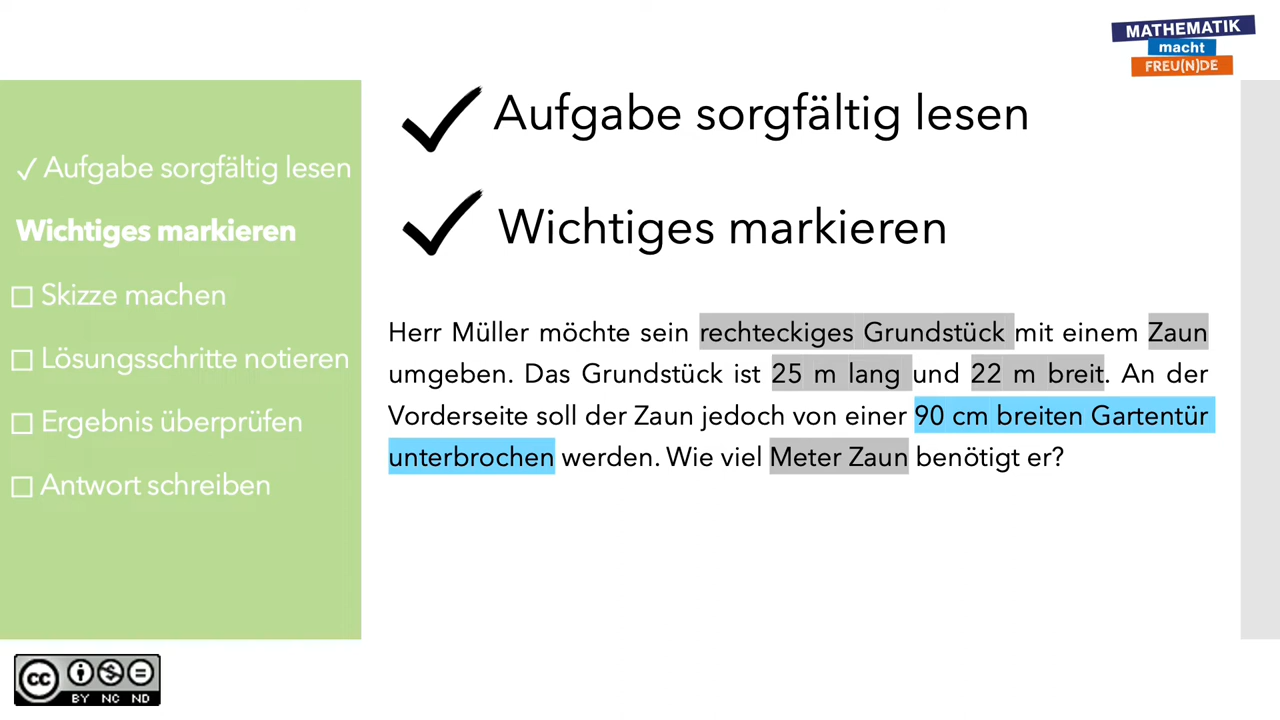 MATHEMATIK
macht
FREU(N)DE
✓ Aufgabe sorgfältig lesen
Wichtiges markieren
☐ Skizze machen
☐ Lösungsschritte notieren
☐ Ergebnis überprüfen
☐ Antwort schreiben
✓ Aufgabe sorgfältig lesen
✓ Wichtiges markieren
Herr Müller möchte sein rechteckiges Grundstück mit einem Zaun
umgeben. Das Grundstück ist 25 m lang und 22 m breit. An der
Vorderseite soll der Zaun jedoch von einer 90 cm breiten Gartentür
unterbrochen werden. Wie viel Meter Zaun benötigt er?
cc
BY NC ND